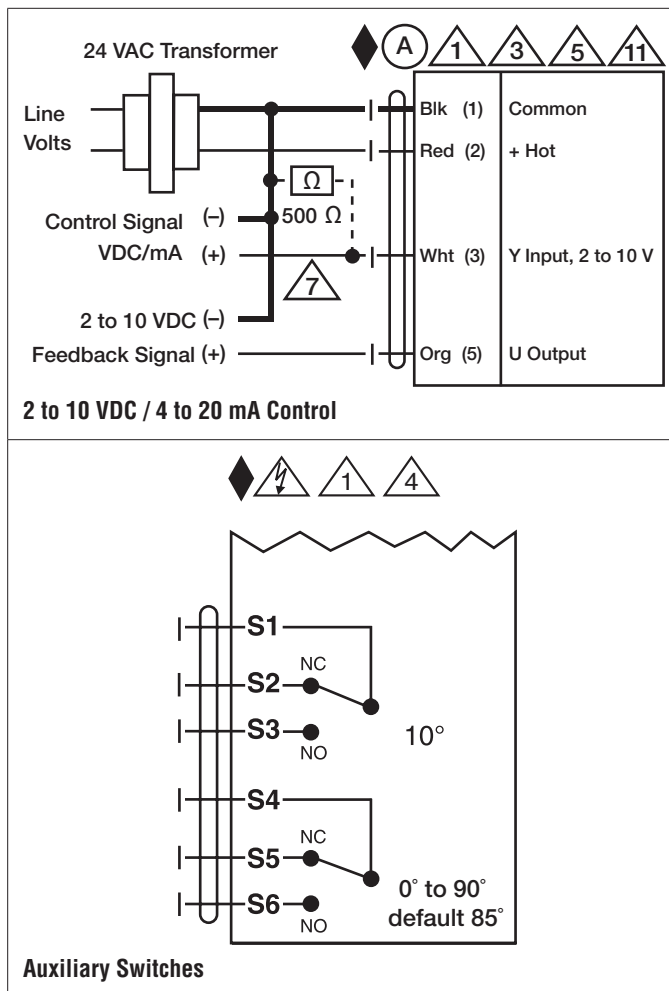 24 VAC Transformer
A 1 3 5 11
Line
Volts
Blk (1) Common
Red (2) + Hot
Ω
500 Ω
Control Signal (–)
VDC/mA (+)
Wht (3) Y Input, 2 to 10 V
7
2 to 10 VDC (–)
Feedback Signal (+)
Org (5) U Output
2 to 10 VDC / 4 to 20 mA Control
1 4
S1
NC
S2
S3
NO
10°
S4
NC
S5
S6
NO
0° to 90°
default 85°
Auxiliary Switches